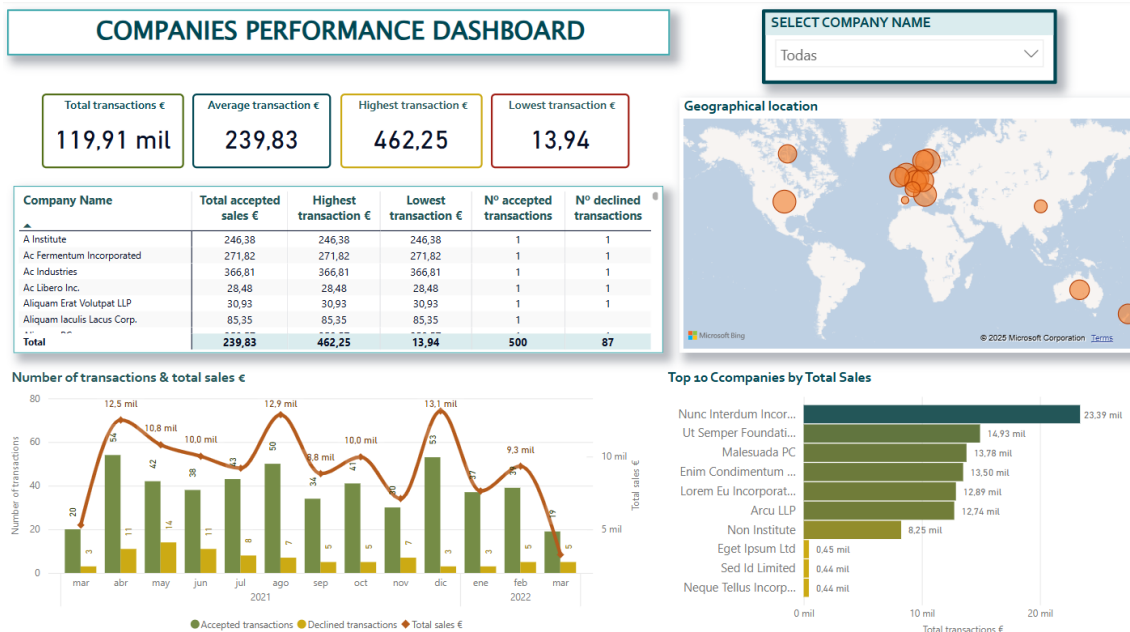 COMPANIES PERFORMANCE DASHBOARD
SELECT COMPANY NAME
Todas
Total transactions €
119,91 mil
Average transaction €
239,83
Highest transaction €
462,25
Lowest transaction €
13,94
Geographical location
Microsoft Bing
© 2025 Microsoft Corporation Terms
Company Name Total accepted sales € Highest transaction € Lowest transaction € Nº accepted transactions Nº declined transactions
A Institute 246,38 246,38 246,38 1 1
Ac Fermentum Incorporated 271,82 271,82 271,82 1 1
Ac Industries 366,81 366,81 366,81 1 1
Ac Libero Inc. 28,48 28,48 28,48 1 1
Aliquam Erat Volutpat LLP 30,93 30,93 30,93 1 1
Aliquam Iaculis Lacus Corp. 85,35 85,35 85,35 1
Total 239,83 462,25 13,94 500 87
Number of transactions & total sales €
Number of transactions
80
60
40
20
0
12,5 mil
10,8 mil
10,0 mil
12,9 mil
8,8 mil
10,0 mil
13,1 mil
9,3 mil
20 54 42 38 43 50 34 41 30 53 37 39 19
3 11 14 11 8 7 5 5 7 3 3 5 5
10 mil
5 mil
Total sales €
mar abr may jun jul ago sep oct nov dic ene feb mar
2021 2022
Accepted transactions Declined transactions Total sales €
Top 10 Ccompanies by Total Sales
Nunc Interdum Incor... 23,39 mil
Ut Semper Foundati... 14,93 mil
Malesuada PC 13,78 mil
Enim Condimentum ... 13,50 mil
Lorem Eu Incorporat... 12,89 mil
Arcu LLP 12,74 mil
Non Institute 8,25 mil
Eget Ipsum Ltd 0,45 mil
Sed Id Limited 0,44 mil
Neque Tellus Incorp... 0,44 mil
0 mil 10 mil 20 mil
Total transactions €